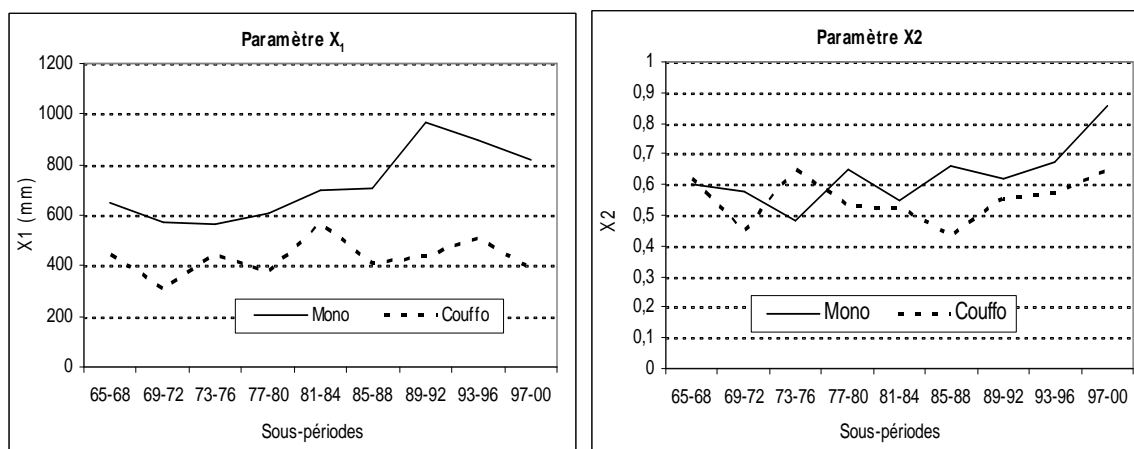 Paramètre X1
1200
1000
800
600
400
200
0
X1 (mm)
Mono
Couffo
65-68 69-72 73-76 77-80 81-84 85-88 89-92 93-96 97-00
Sous-périodes
Paramètre X2
1
0,9
0,8
0,7
0,6
0,5
0,4
0,3
0,2
0,1
0
X2
Mono
Couffo
65-68 69-72 73-76 77-80 81-84 85-88 89-92 93-96 97-00
Sous-périodes